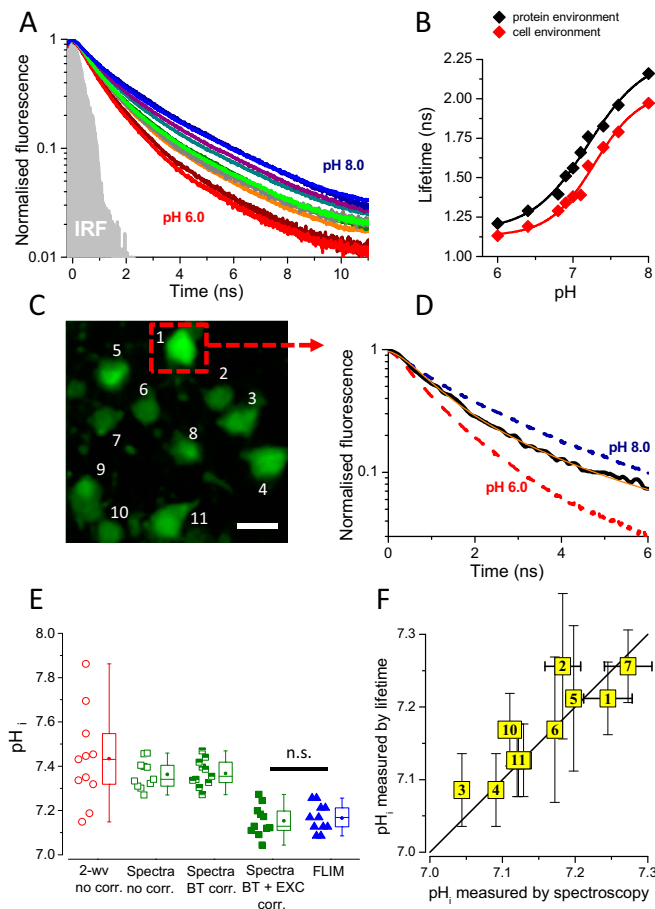 A
Normalised fluorescence
1
0.1
0.01
IRF
pH 8.0
pH 6.0
0 2 4 6 8 10
Time (ns)
B
protein environment
cell environment
Lifetime (ns)
2.25
2.00
1.75
1.50
1.25
1.00
6 7 8
pH
C
1
5
2
6
3
7
8
9
4
10
11
D
Normalised fluorescence
1
0.1
pH 8.0
pH 6.0
0 2 4 6
Time (ns)
E
pHi
8.0
7.8
7.6
7.4
7.2
7.0
n.s.
2-wv
no corr.
Spectra
no corr.
Spectra
BT corr.
Spectra
BT + EXC
corr.
FLIM
F
pHi measured by lifetime
7.3
7.2
7.1
7.0
2
7
5
1
10
6
11
3
4
7.0 7.1 7.2 7.3
pHi measured by spectroscopy